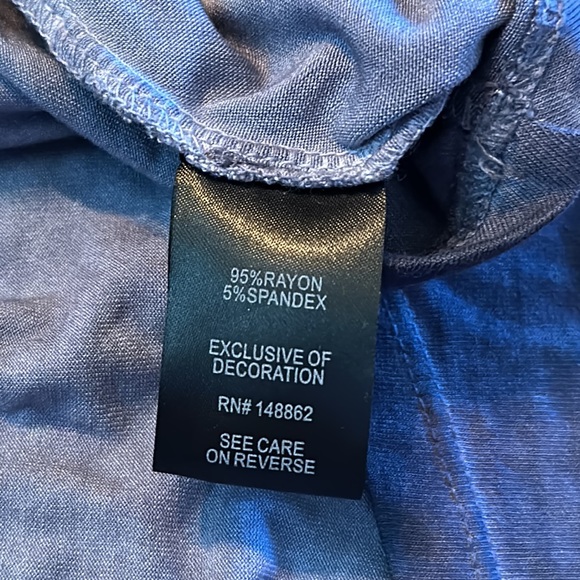 95%RAYON
5%SPANDEX
EXCLUSIVE OF
DECORATION
RN# 148862
SEE CARE
ON REVERSE